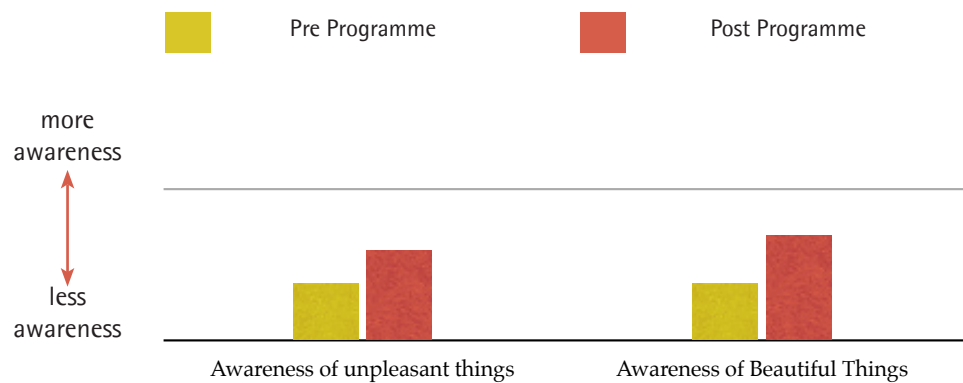 Pre Programme
Post Programme
more
awareness
less
awareness
Awareness of unpleasant things
Awareness of Beautiful Things